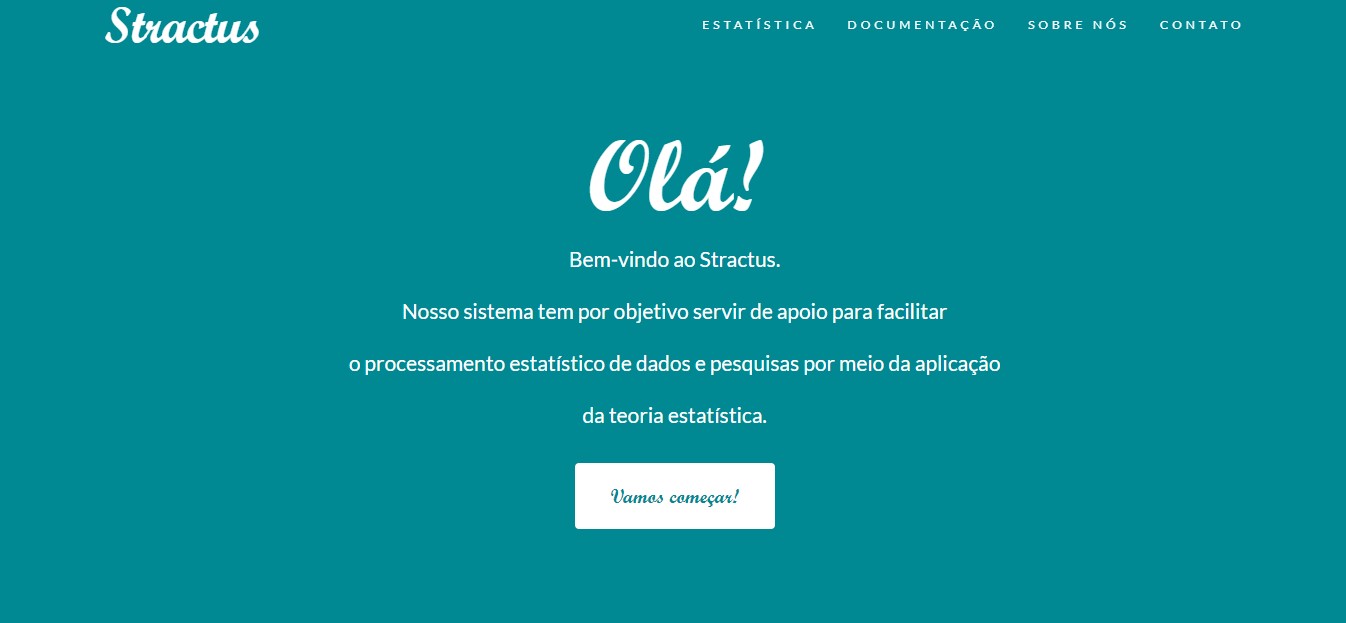 Stractus
ESTATÍSTICA DOCUMENTAÇÃO SOBRE NÓS CONTATO
Olá!
Bem-vindo ao Stractus.
Nosso sistema tem por objetivo servir de apoio para facilitar
o processamento estatístico de dados e pesquisas por meio da aplicação
da teoria estatística.
Vamos começar!